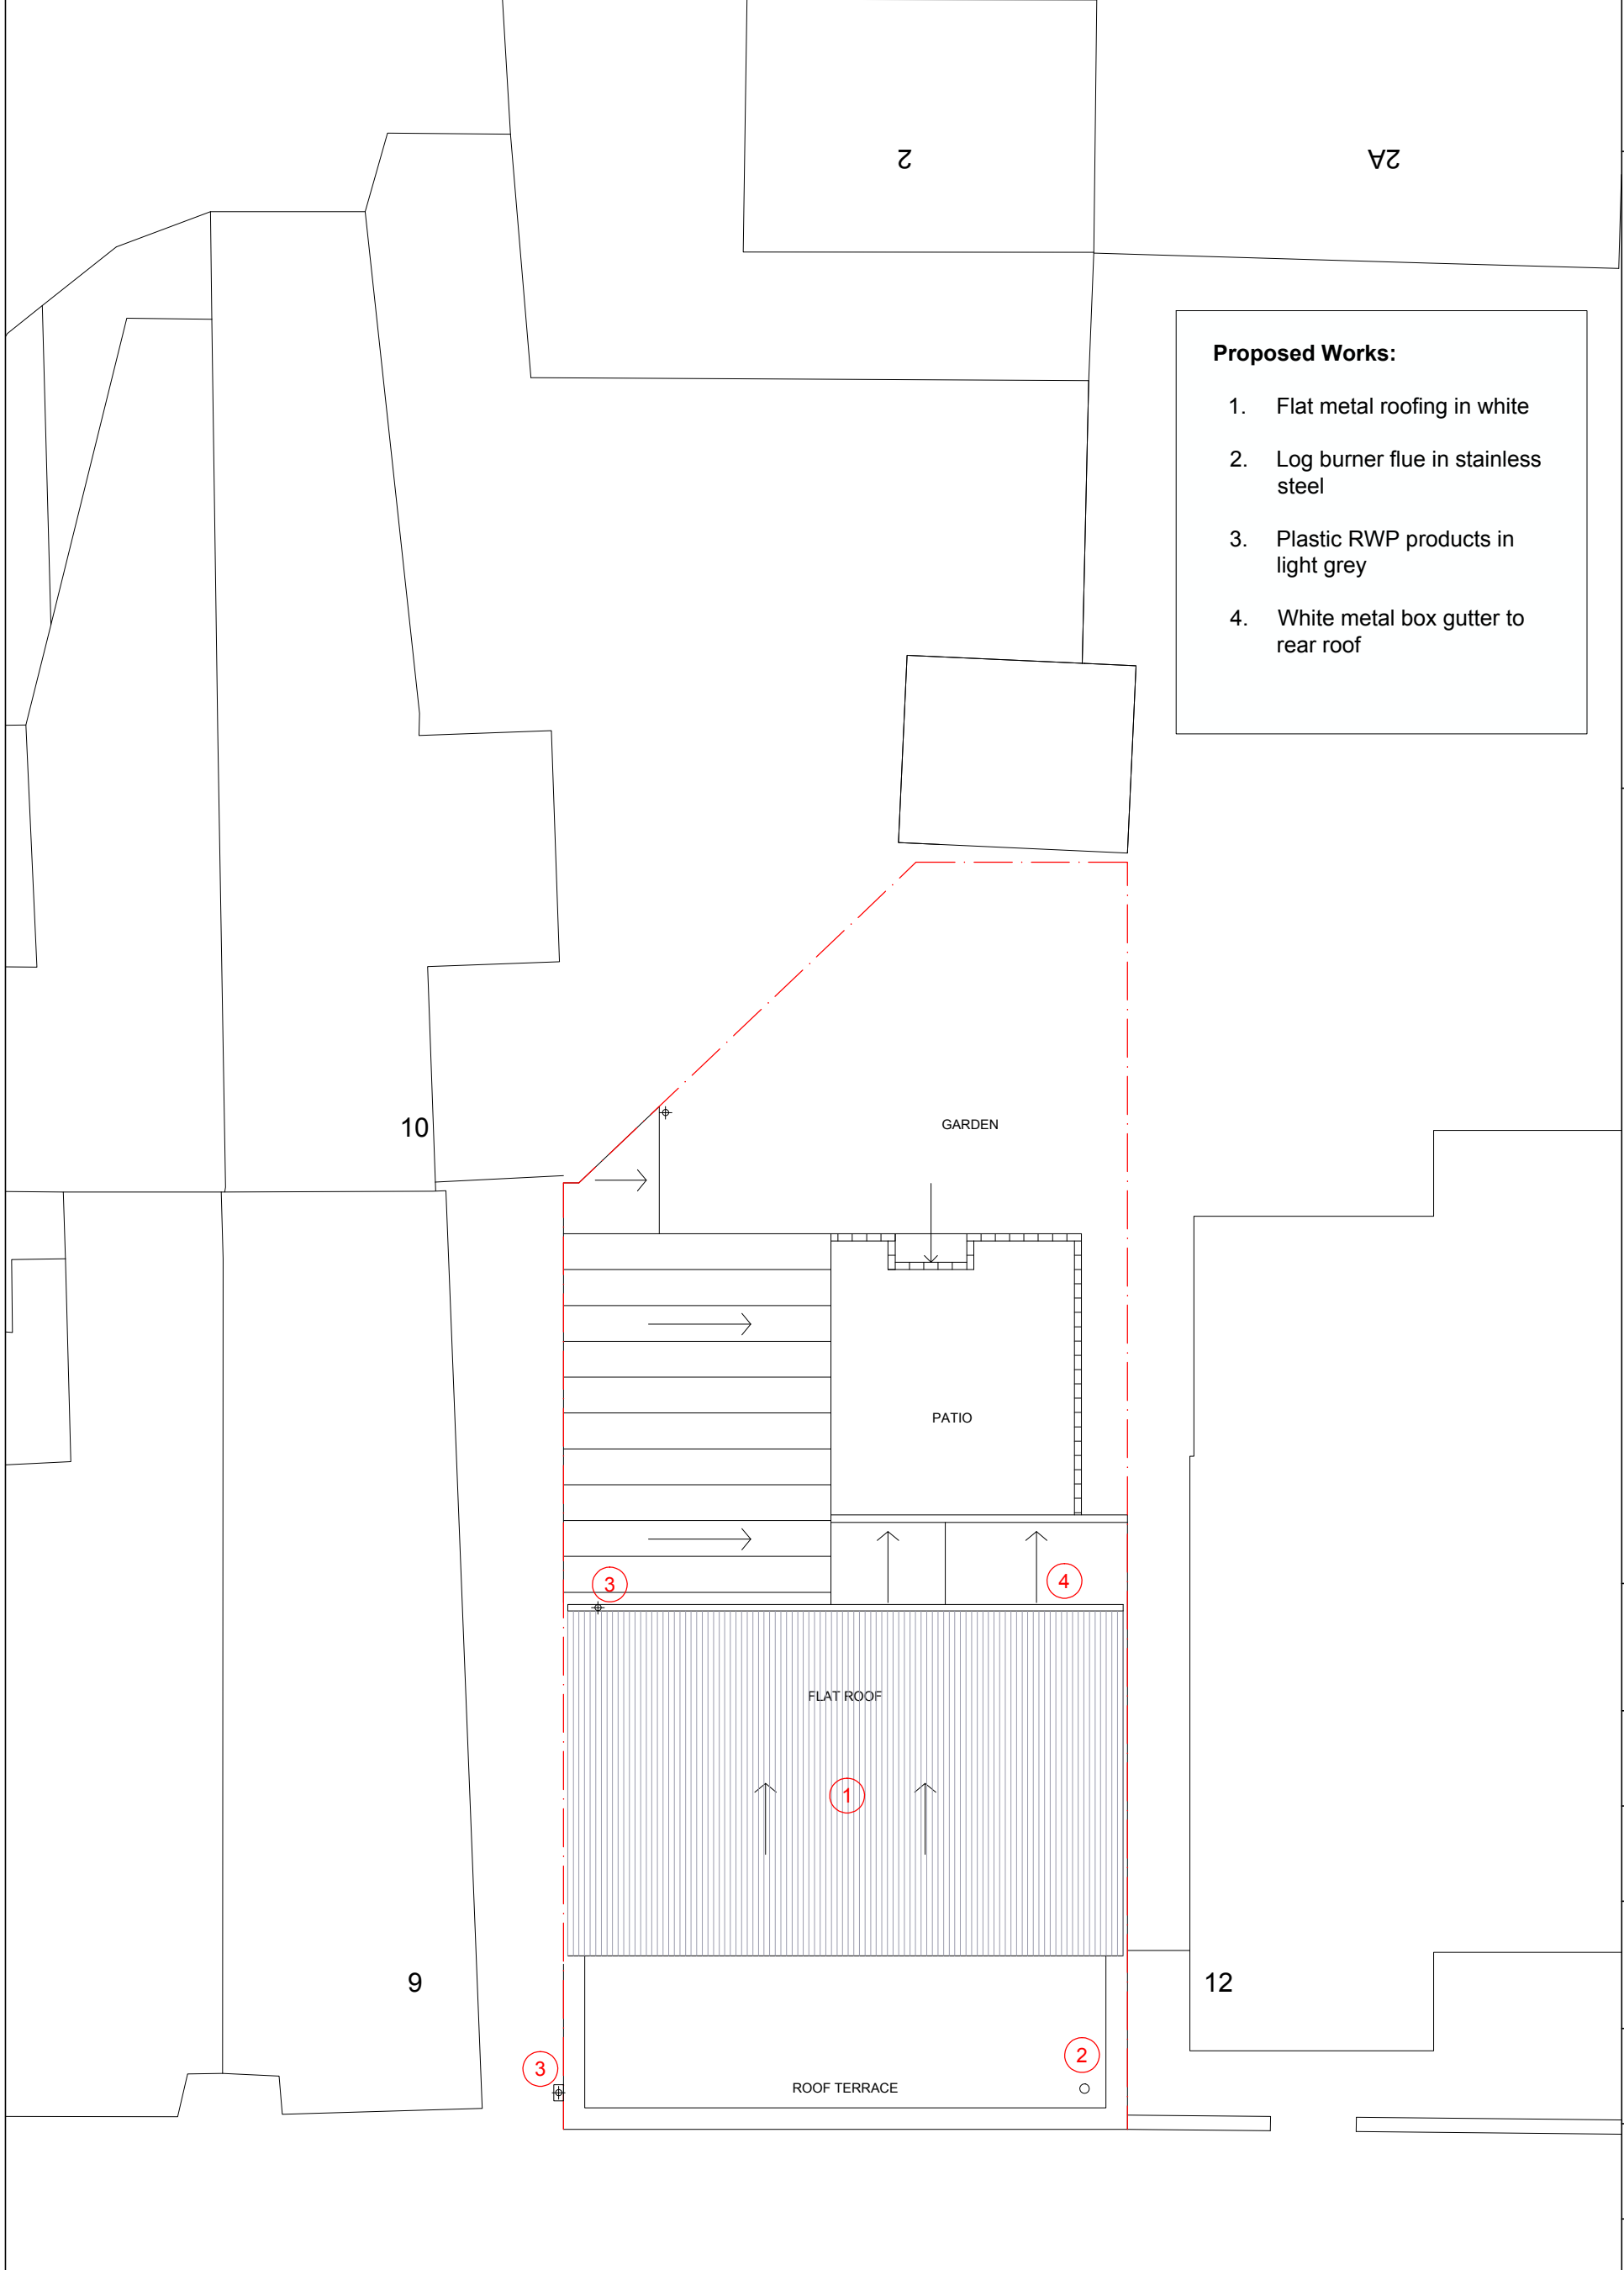 2
2A
Proposed Works:
1. Flat metal roofing in white
2. Log burner flue in stainless
steel
3. Plastic RWP products in
light grey
4. White metal box gutter to
rear roof
10
GARDEN
PATIO
3
4
FLAT ROOF
1
9
12
3
2
ROOF TERRACE